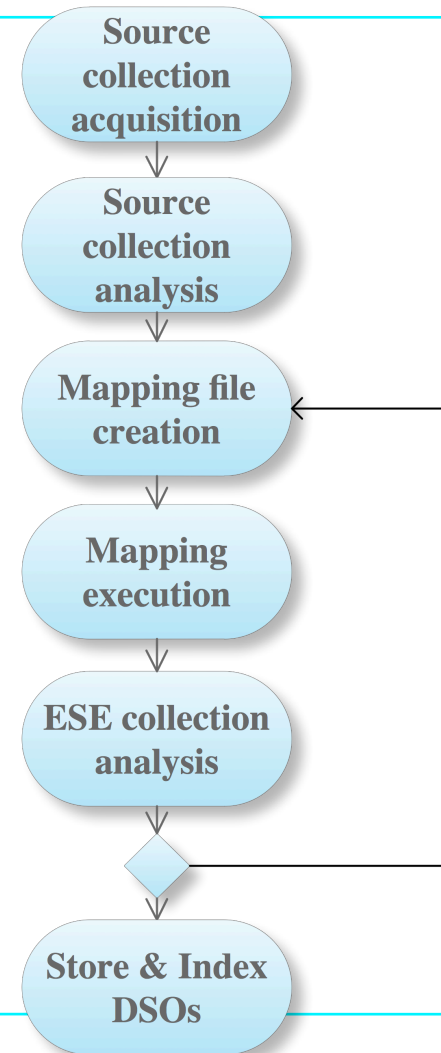 Source
collection
acquisition
Source
collection
analysis
Mapping file
creation
Mapping
execution
ESE collection
analysis
Store & Index
DSOs